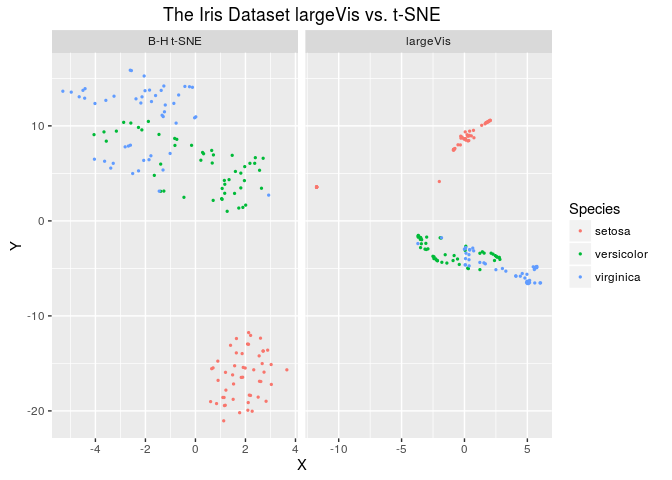 The Iris Dataset largeVis vs. t-SNE
B-H t-SNE
largeVis
10
0
-10
-20
Y
-4
-2
0
2
4
-10
-5
0
5
X
Species
setosa
versicolor
virginica